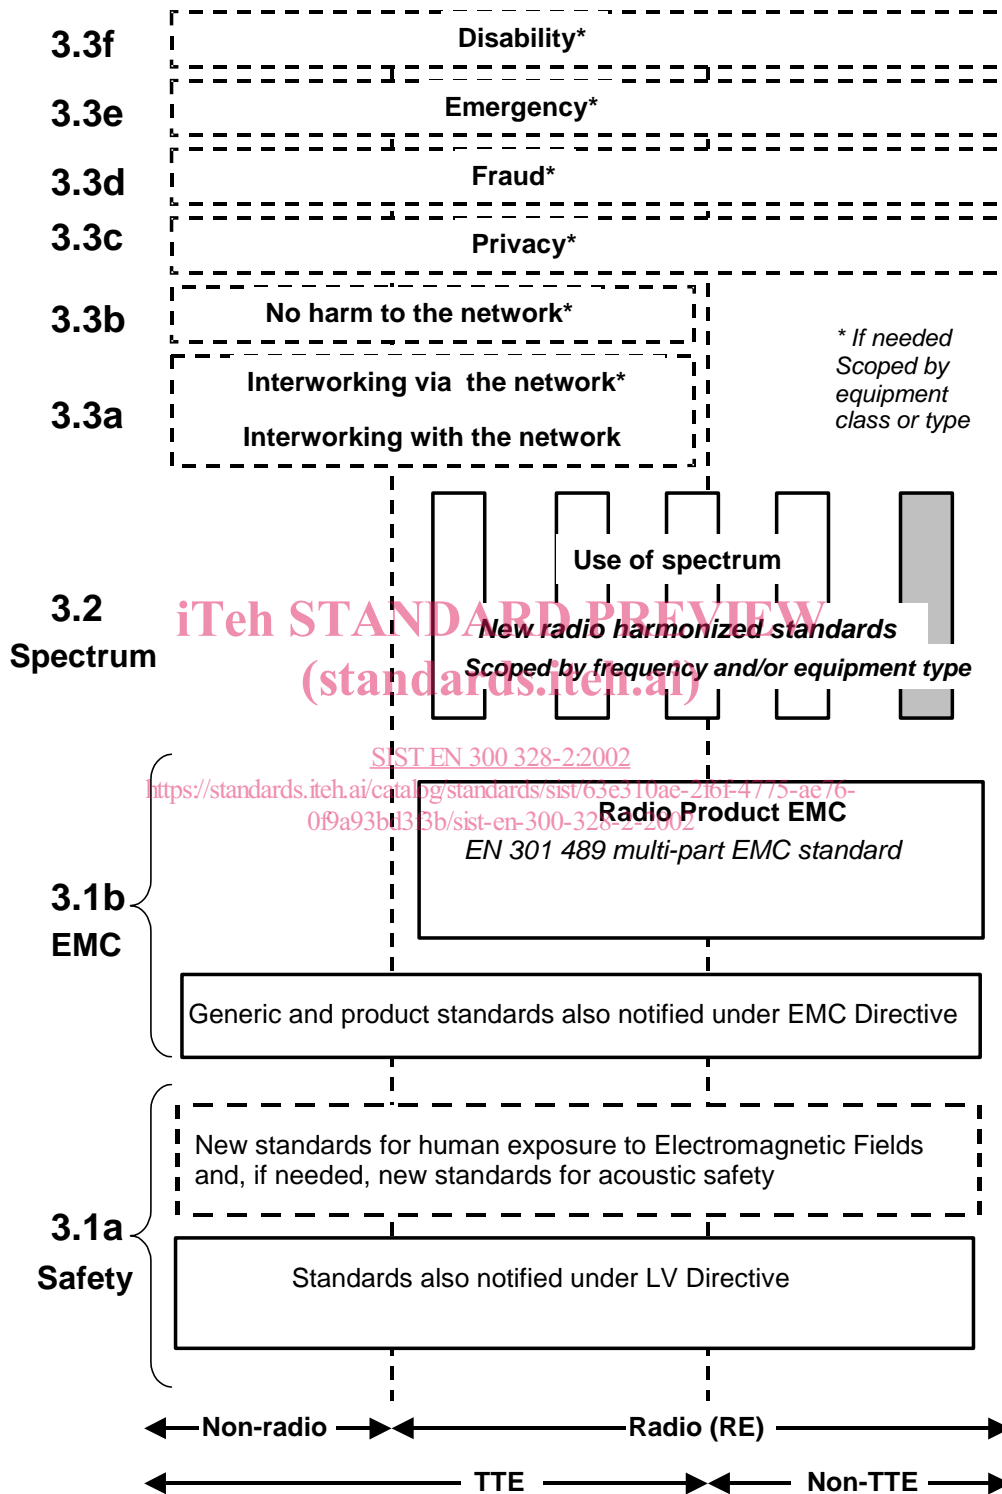 3.3f
Disability*
3.3e
Emergency*
3.3d
Fraud*
3.3c
Privacy*
3.3b
No harm to the network*
* If needed
Scoped by
equipment
class or type
3.3a
Interworking via the network*
Interworking with the network
Use of spectrum
3.2
Spectrum
iTeh STANDARD PREVIEW
New radio harmonized standards
(standards.iteh.ai)
Scoped by frequency and/or equipment type
SIST EN 300 328-2:2002
https://standards.iteh.ai/catalog/standards/sist/63e310ae-2f6f-4775-ae76-
0f9a93bd3f3b/sist-en-300-328-2-2002
Radio Product EMC
EN 301 489 multi-part EMC standard
3.1b
EMC
Generic and product standards also notified under EMC Directive
New standards for human exposure to Electromagnetic Fields
and, if needed, new standards for acoustic safety
3.1a
Safety
Standards also notified under LV Directive
Non-radio
Radio (RE)
TTE
Non-TTE